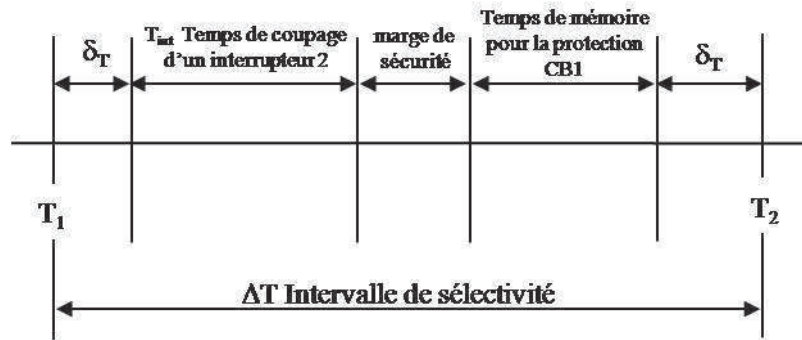 δT
Tint Temps de coupage
d'un interrupteur 2
marge de
sécurité
Temps de mémoire
pour la protection
CB1
δT
T1
T2
ΔT Intervalle de sélectivité